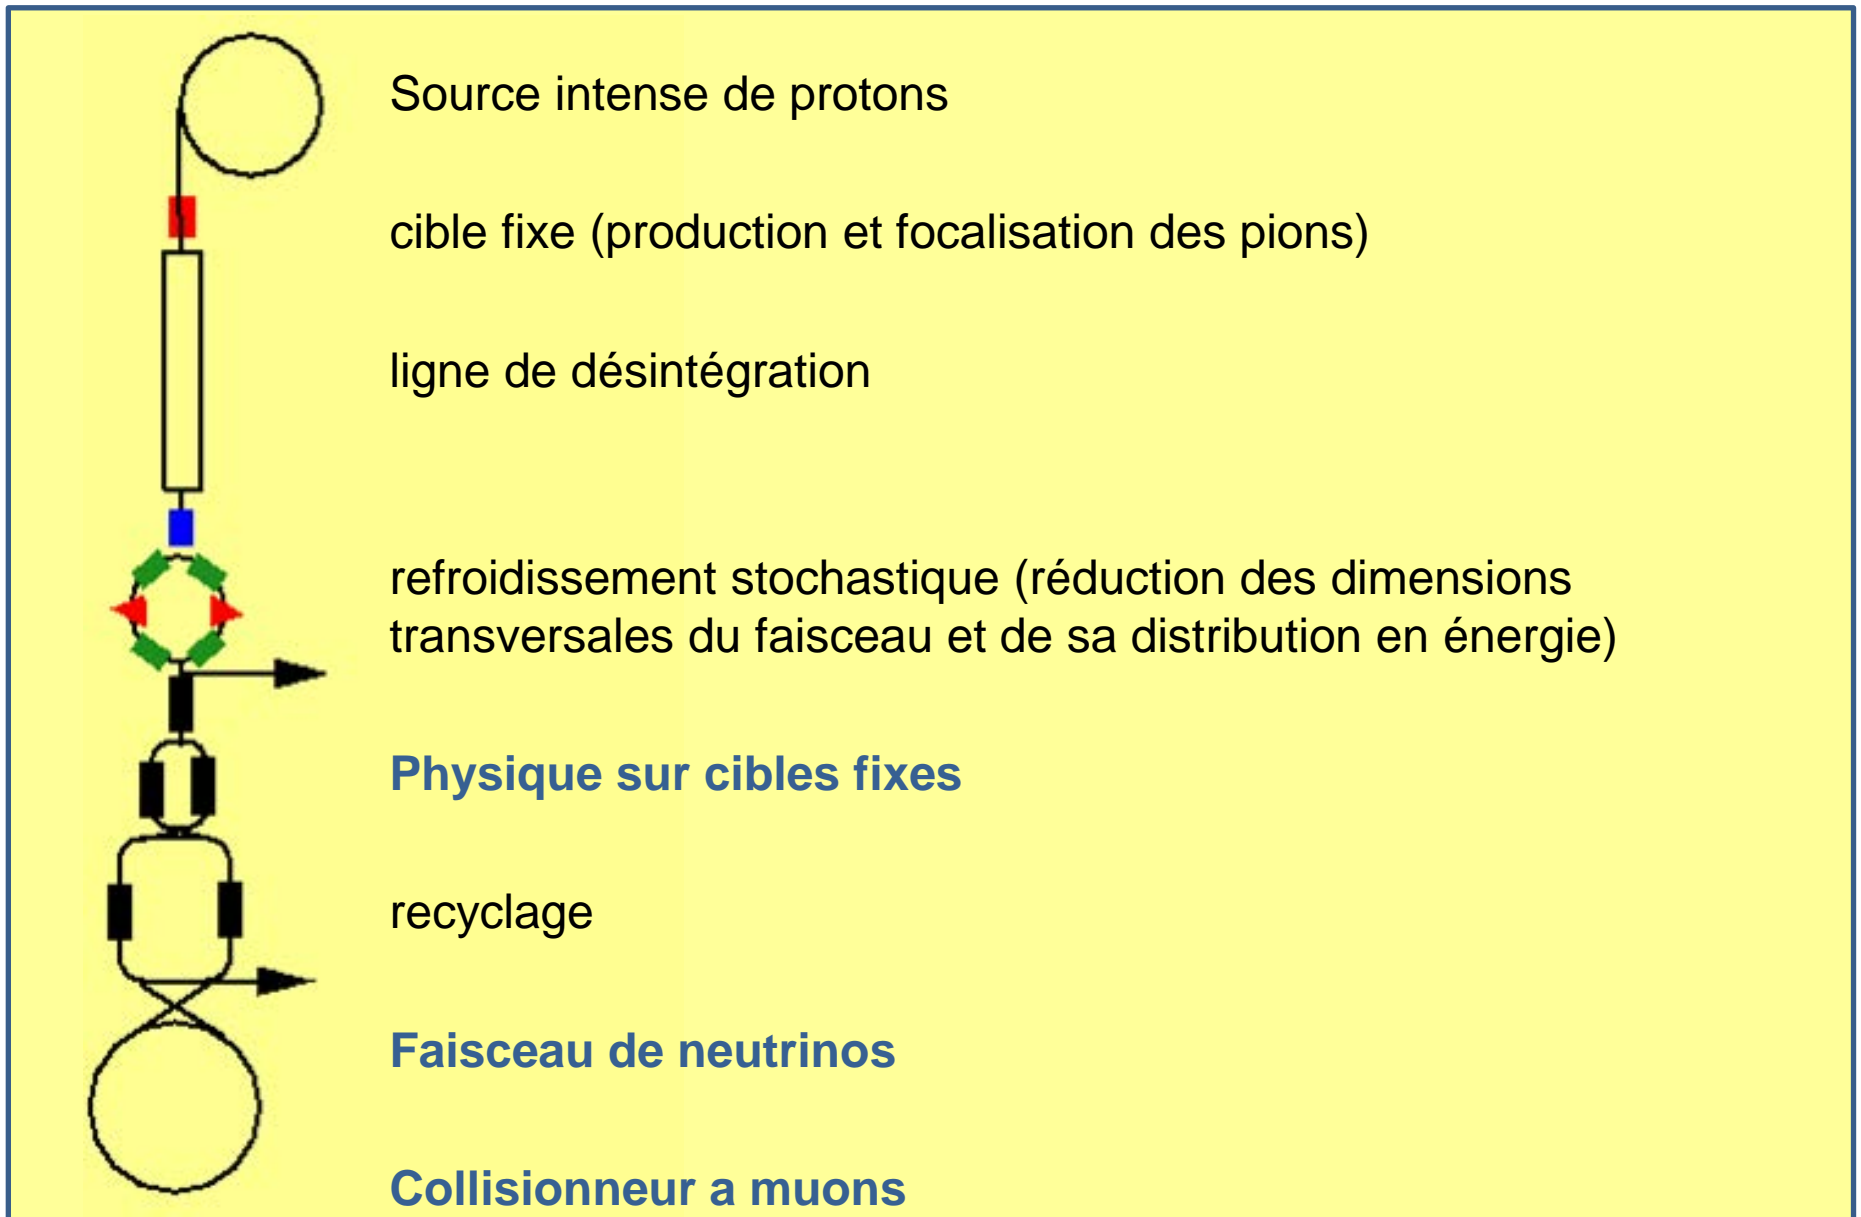 Source intense de protons
cible fixe (production et focalisation des pions)
ligne de désintégration
refroidissement stochastique (réduction des dimensions
transversales du faisceau et de sa distribution en énergie)
Physique sur cibles fixes
recyclage
Faisceau de neutrinos
Collisionneur a muons